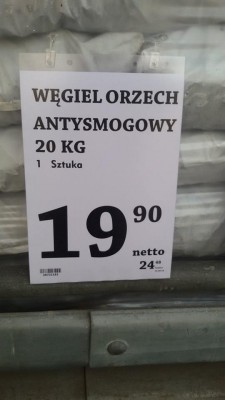 WĘGIEL ORZECH
ANTYSMOGOWY
20 KG
1 Sztuka
19 90
netto
24